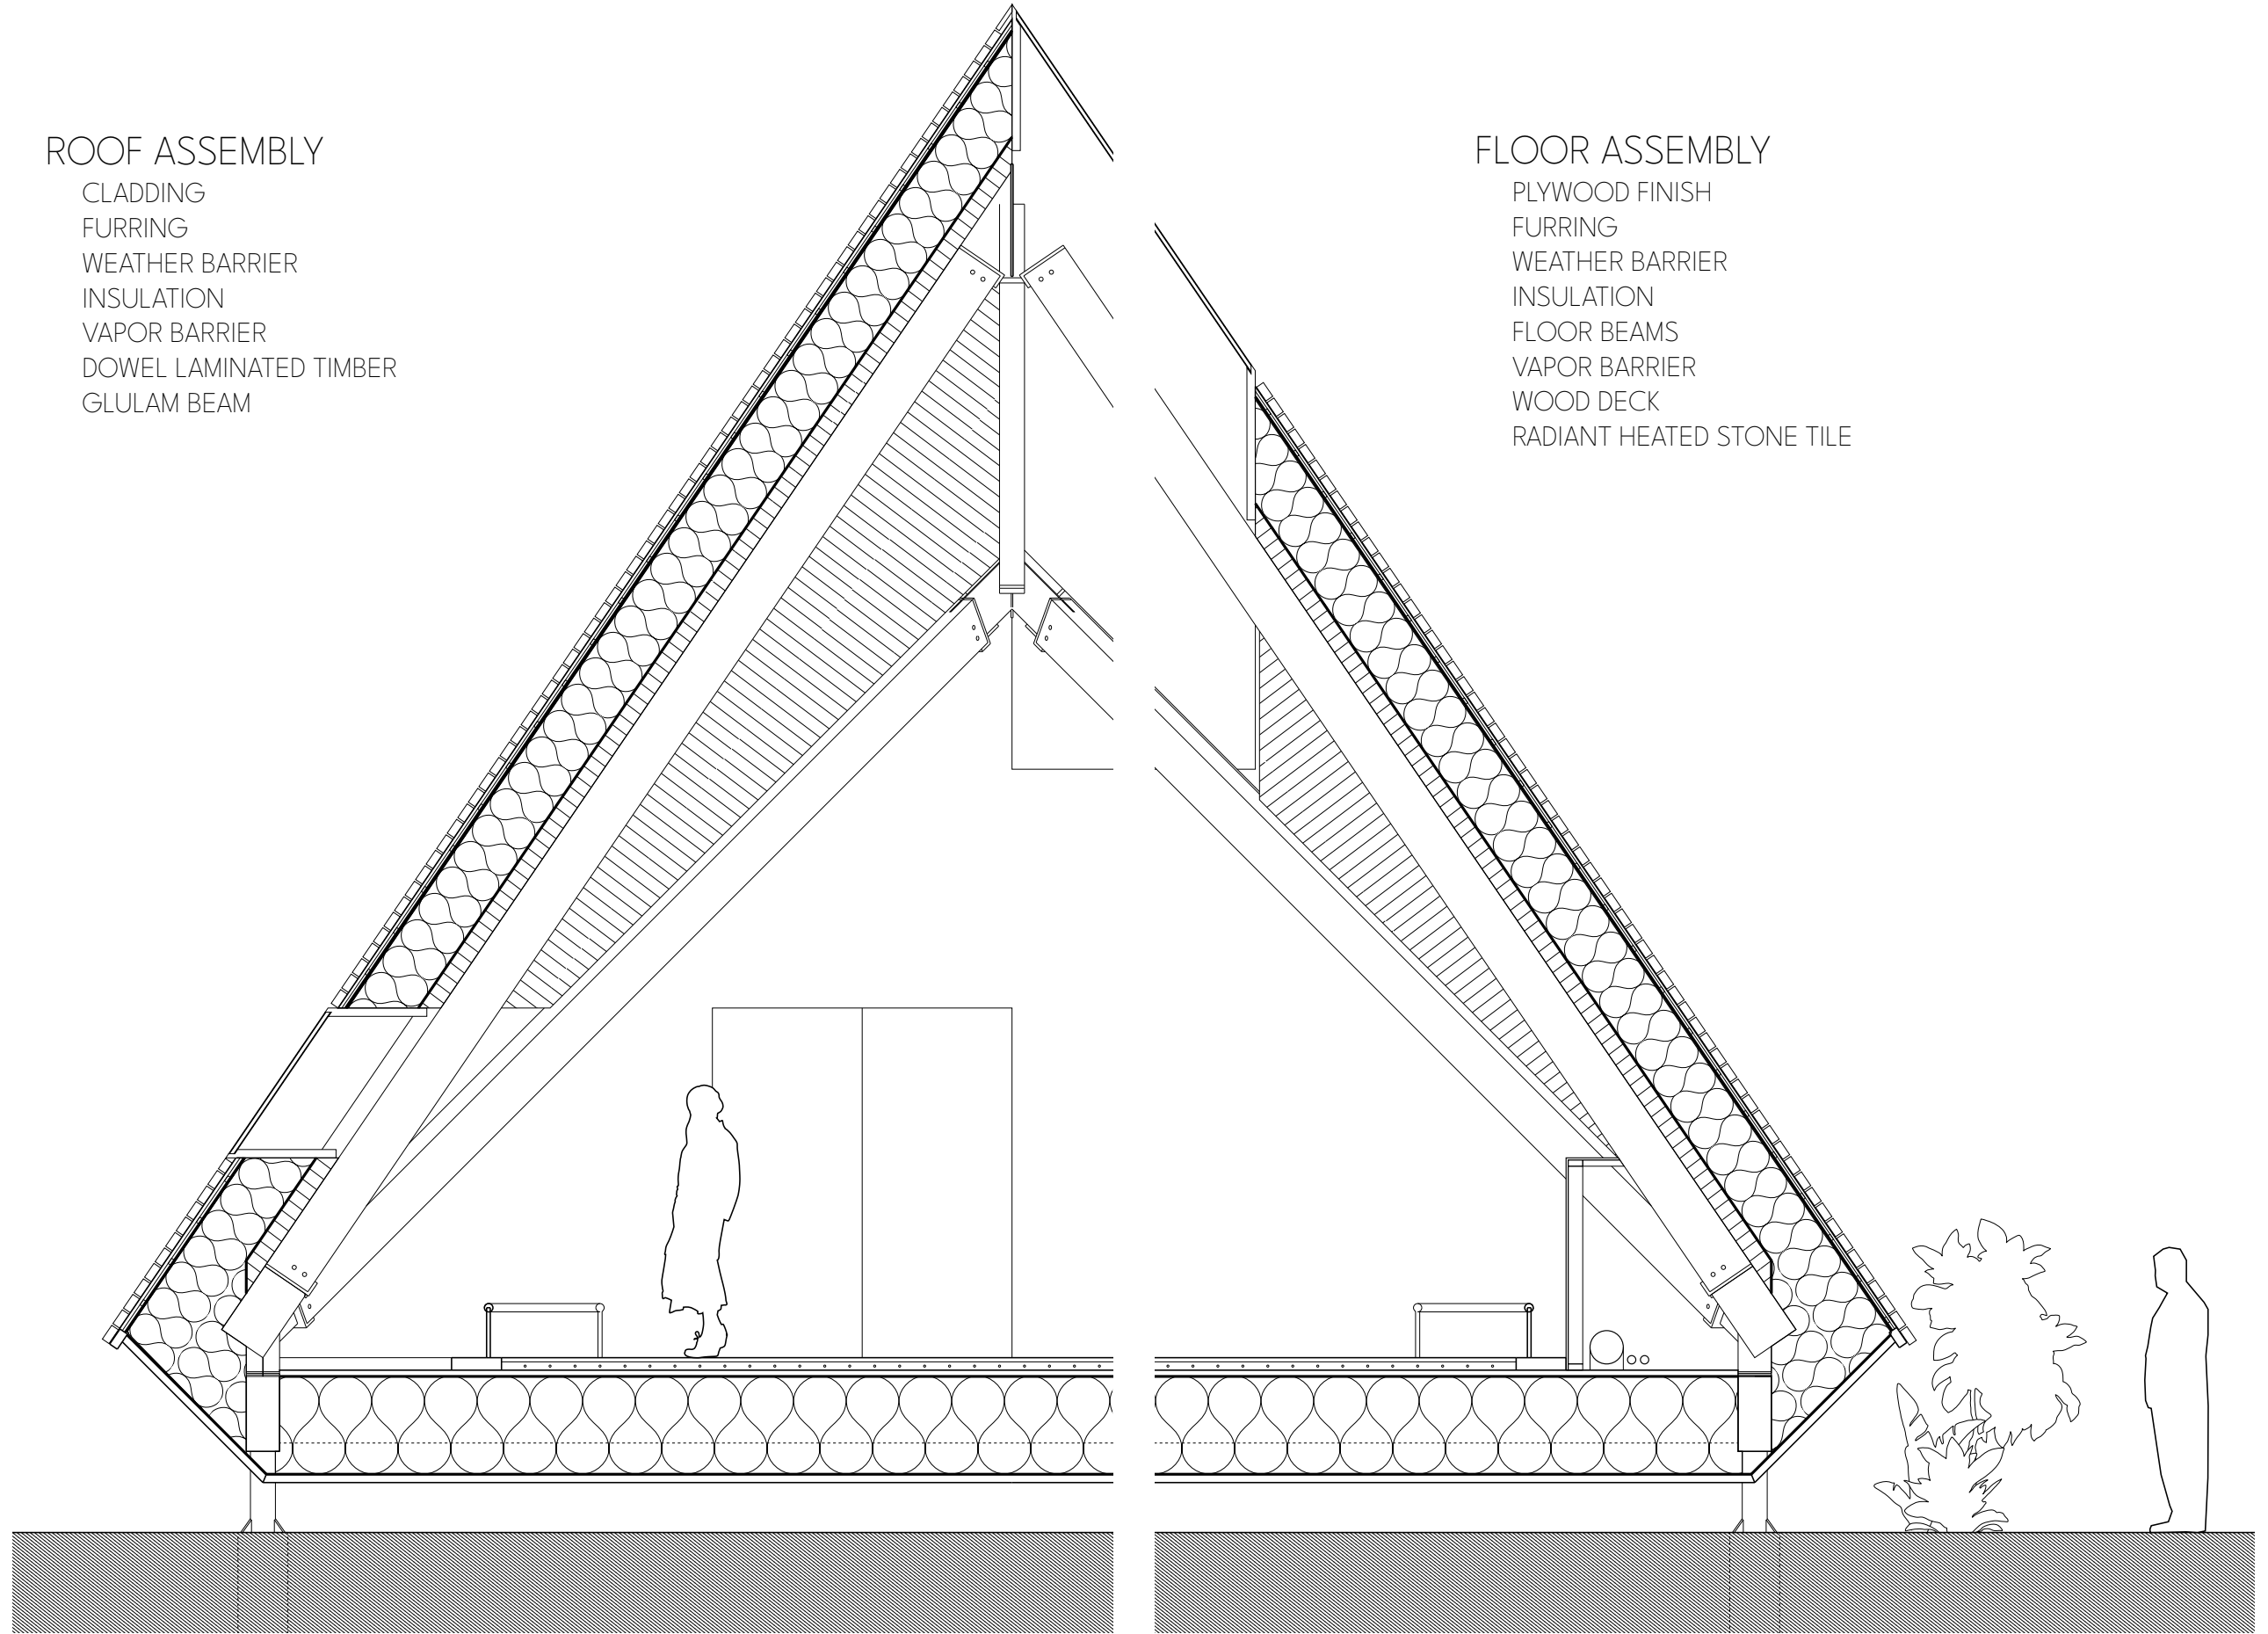 ROOF ASSEMBLY
CLADDING
FURRING
WEATHER BARRIER
INSULATION
VAPOR BARRIER
DOWEL LAMINATED TIMBER
GLULAM BEAM
FLOOR ASSEMBLY
PLYWOOD FINISH
FURRING
WEATHER BARRIER
INSULATION
FLOOR BEAMS
VAPOR BARRIER
WOOD DECK
RADIANT HEATED STONE TILE